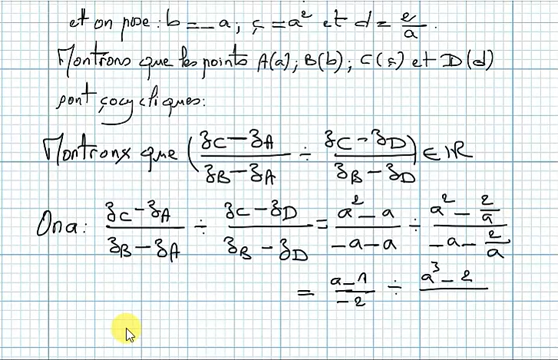 et on pose : b = _ a ; ç = a² et d = 2/a
Montrons que les points A(a) ; B(b) ; C(ç) et D(d)
sont çocycliques :
Montrons que ( (z_C − z_A)/(z_B − z_A) ÷ (z_C − z_D)/(z_B − z_D) ) ∈ IR
On a : (z_C − z_A)/(z_B − z_A) ÷ (z_C − z_D)/(z_B − z_D) = (a² − a)/(−a − a) ÷ (a² − 2/a)/(−a − 2/a)
= (a − 1)/(−2) ÷ (a³ − 2)/